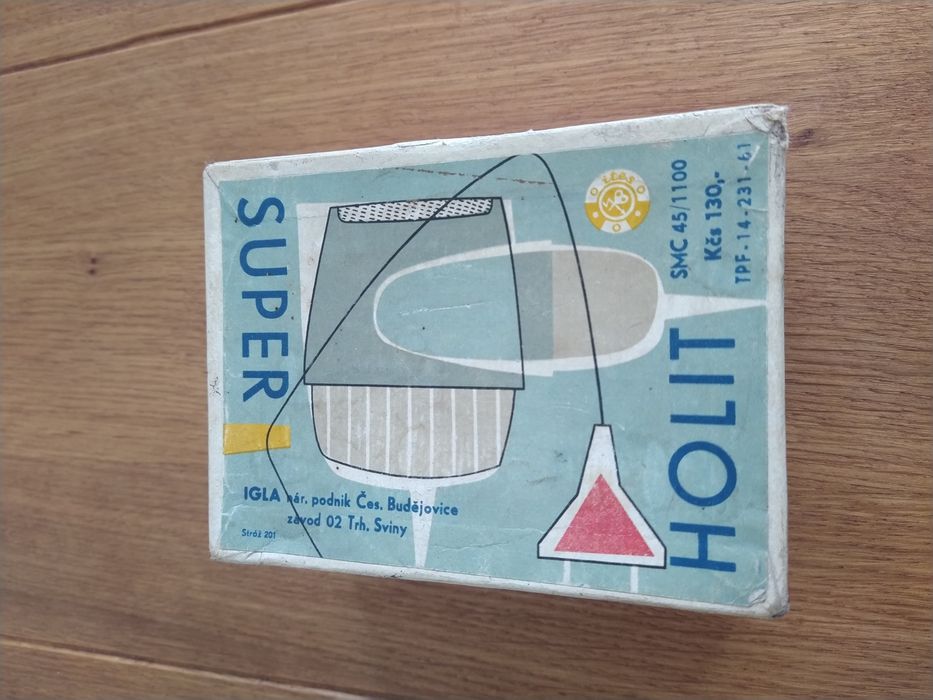 SUPER
HOLIT
SMC 45/1100
Kčs 130,-
TPF-14-231-61
IGLA nár. podnik Čes. Budějovice
závod 02 Trh. Sviny
Stráž 201